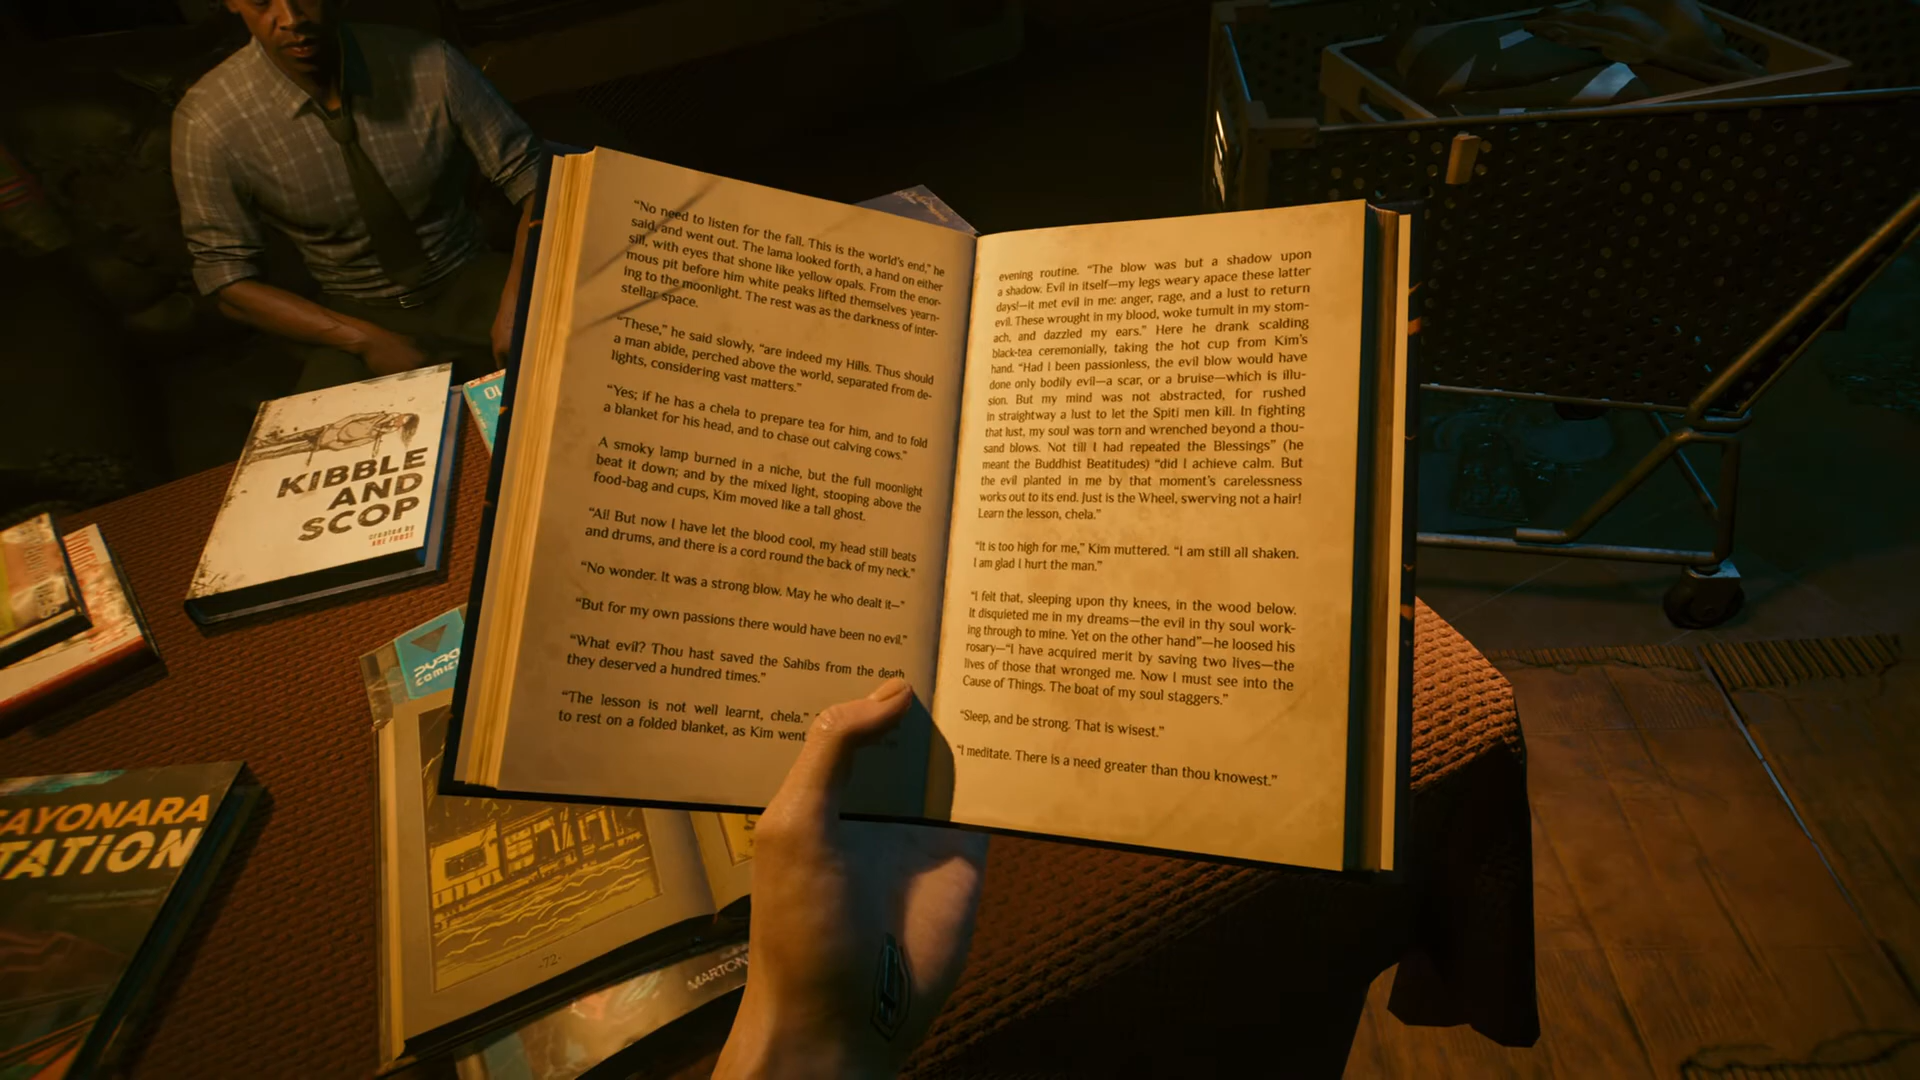 “No need to listen for the fall. This is the world's end,” he
said, and went out. The lama looked forth, a hand on either
sill, with eyes that shone like yellow opals. From the enor-
mous pit before him white peaks lifted themselves yearn-
ing to the moonlight. The rest was as the darkness of inter-
stellar space.
“These,” he said slowly, “are indeed my Hills. Thus should
a man abide, perched above the world, separated from de-
lights, considering vast matters.”
“Yes; if he has a chela to prepare tea for him, and to fold
a blanket for his head, and to chase out calving cows.”
A smoky lamp burned in a niche, but the full moonlight
beat it down; and by the mixed light, stooping above the
food-bag and cups, Kim moved like a tall ghost.
“Ai! But now I have let the blood cool, my head still beats
and drums, and there is a cord round the back of my neck.”
“No wonder. It was a strong blow. May he who dealt it—”
“But for my own passions there would have been no evil.”
“What evil? Thou hast saved the Sahibs from the death
they deserved a hundred times.”
“The lesson is not well learnt, chela.”
to rest on a folded blanket, as Kim went
evening routine. “The blow was but a shadow upon
a shadow. Evil in itself—my legs weary apace these latter
days!—it met evil in me: anger, rage, and a lust to return
evil. These wrought in my blood, woke tumult in my stom-
ach, and dazzled my ears.” Here he drank scalding
black-tea ceremonially, taking the hot cup from Kim's
hand. “Had I been passionless, the evil blow would have
done only bodily evil—a scar, or a bruise—which is illu-
sion. But my mind was not abstracted, for rushed
in straightway a lust to let the Spiti men kill. In fighting
that lust, my soul was torn and wrenched beyond a thou-
sand blows. Not till I had repeated the Blessings” (he
meant the Buddhist Beatitudes) “did I achieve calm. But
the evil planted in me by that moment's carelessness
works out to its end. Just is the Wheel, swerving not a hair!
Learn the lesson, chela.”
“It is too high for me,” Kim muttered. “I am still all shaken.
I am glad I hurt the man.”
“I felt that, sleeping upon thy knees, in the wood below.
It disquieted me in my dreams—the evil in thy soul work-
ing through to mine. Yet on the other hand”—he loosed his
rosary—“I have acquired merit by saving two lives—the
lives of those that wronged me. Now I must see into the
Cause of Things. The boat of my soul staggers.”
“Sleep, and be strong. That is wisest.”
“I meditate. There is a need greater than thou knowest.”
KIBBLE
AND
SCOP
created by
SAYONARA
STATION
comics
-72-